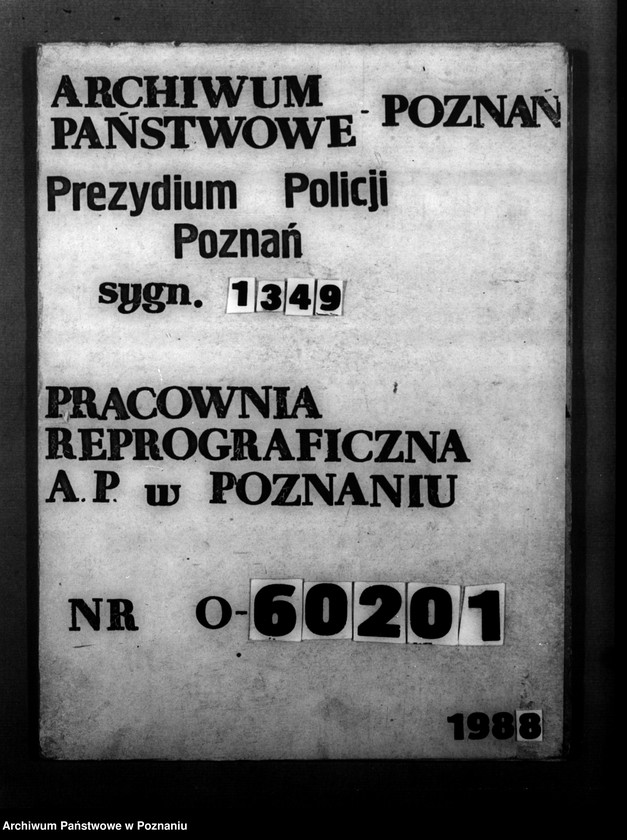 ARCHIWUM
PAŃSTWOWE - POZNAŃ
Prezydium Policji
Poznań
sygn. 1349
PRACOWNIA
REPROGRAFICZNA
A.P. w POZNANIU
NR O-60201
1988
Archiwum Państwowe w Poznaniu